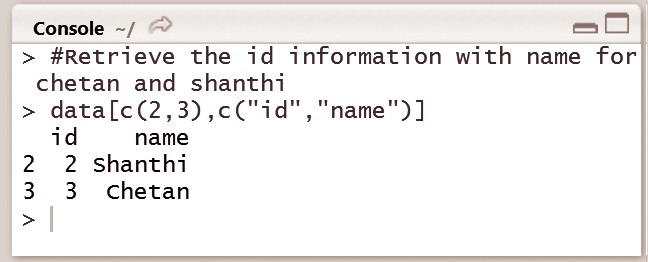 Console ~/
> #Retrieve the id information with name for
chetan and shanthi
> data[c(2,3),c("id","name")]
  id    name
2  2 Shanthi
3  3  Chetan
>